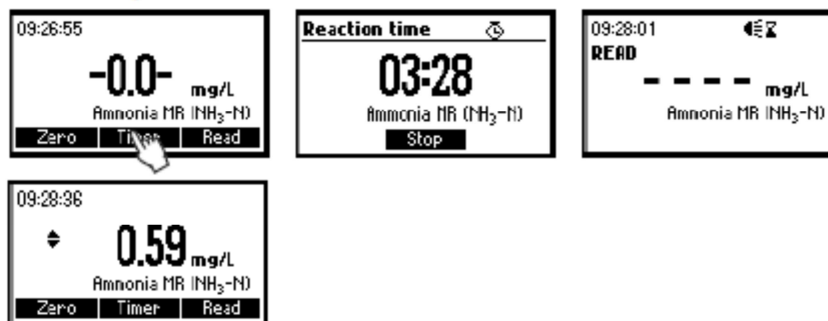 09:26:55
-0.0- mg/L
Ammonia MR (NH₃-N)
Zero Timer Read
Reaction time
03:28
Ammonia MR (NH₃-N)
Stop
09:28:01
READ
---- mg/L
Ammonia MR (NH₃-N)
09:28:36
0.59 mg/L
Ammonia MR (NH₃-N)
Zero Timer Read